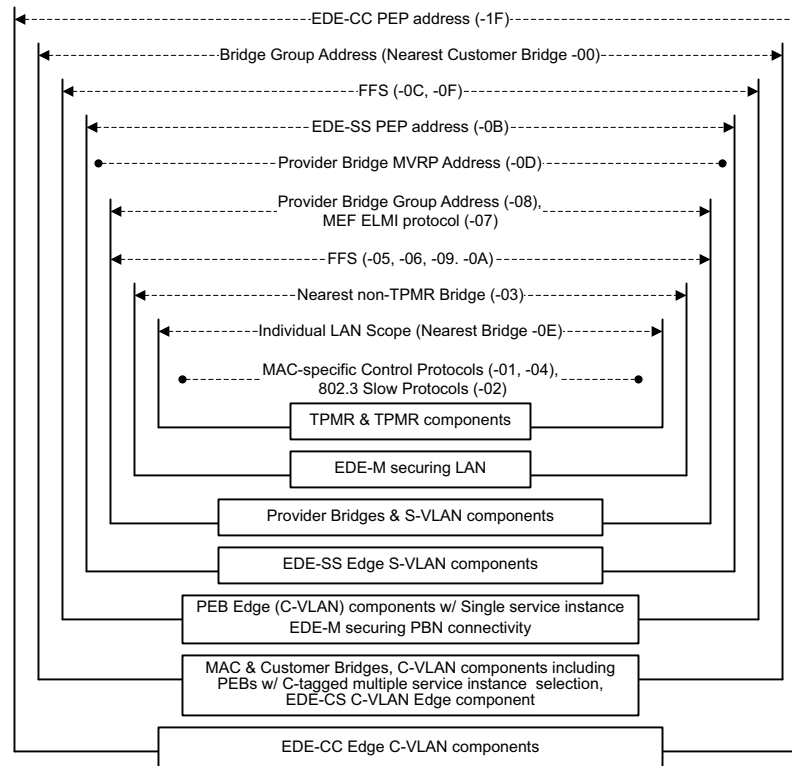 EDE-CC PEP address (-1F)
Bridge Group Address (Nearest Customer Bridge -00)
FFS (-0C, -0F)
EDE-SS PEP address (-0B)
Provider Bridge MVRP Address (-0D)
Provider Bridge Group Address (-08),
MEF ELMI protocol (-07)
FFS (-05, -06, -09. -0A)
Nearest non-TPMR Bridge (-03)
Individual LAN Scope (Nearest Bridge -0E)
MAC-specific Control Protocols (-01, -04),
802.3 Slow Protocols (-02)
TPMR & TPMR components
EDE-M securing LAN
Provider Bridges & S-VLAN components
EDE-SS Edge S-VLAN components
PEB Edge (C-VLAN) components w/ Single service instance
EDE-M securing PBN connectivity
MAC & Customer Bridges, C-VLAN components including
PEBs w/ C-tagged multiple service instance selection,
EDE-CS C-VLAN Edge component
EDE-CC Edge C-VLAN components